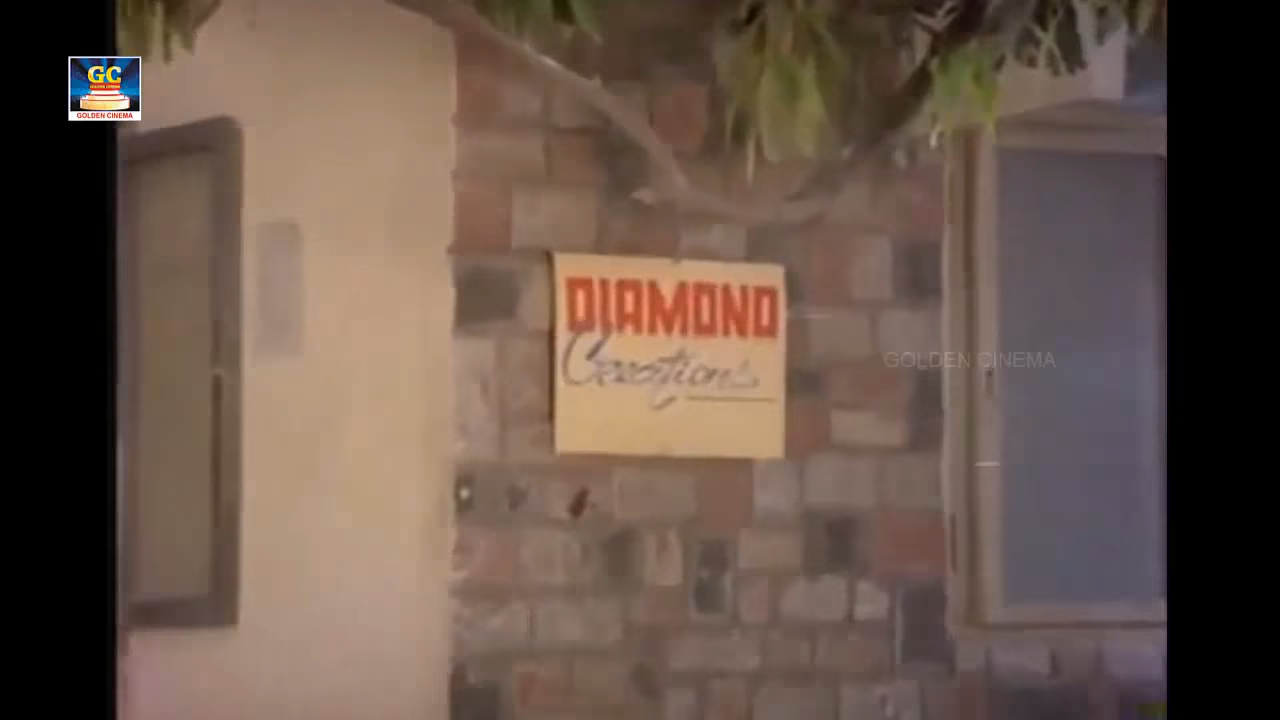 GC
GOLDEN CINEMA
DIAMOND
Creations
GOLDEN CINEMA